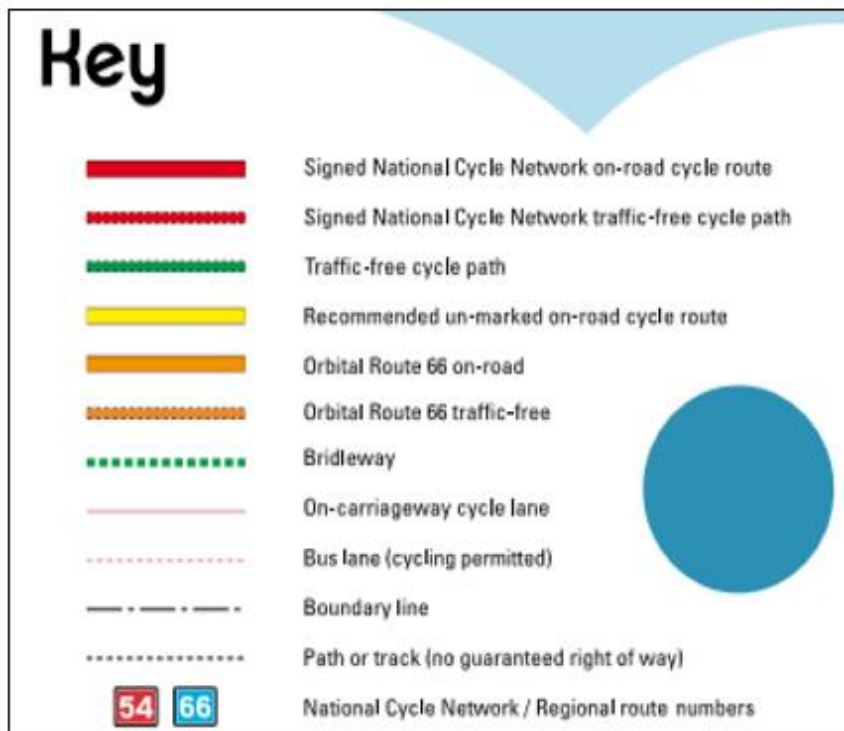 Key
Signed National Cycle Network on-road cycle route
Signed National Cycle Network traffic-free cycle path
Traffic-free cycle path
Recommended un-marked on-road cycle route
Orbital Route 66 on-road
Orbital Route 66 traffic-free
Bridleway
On-carriageway cycle lane
Bus lane (cycling permitted)
Boundary line
Path or track (no guaranteed right of way)
54 66 National Cycle Network / Regional route numbers